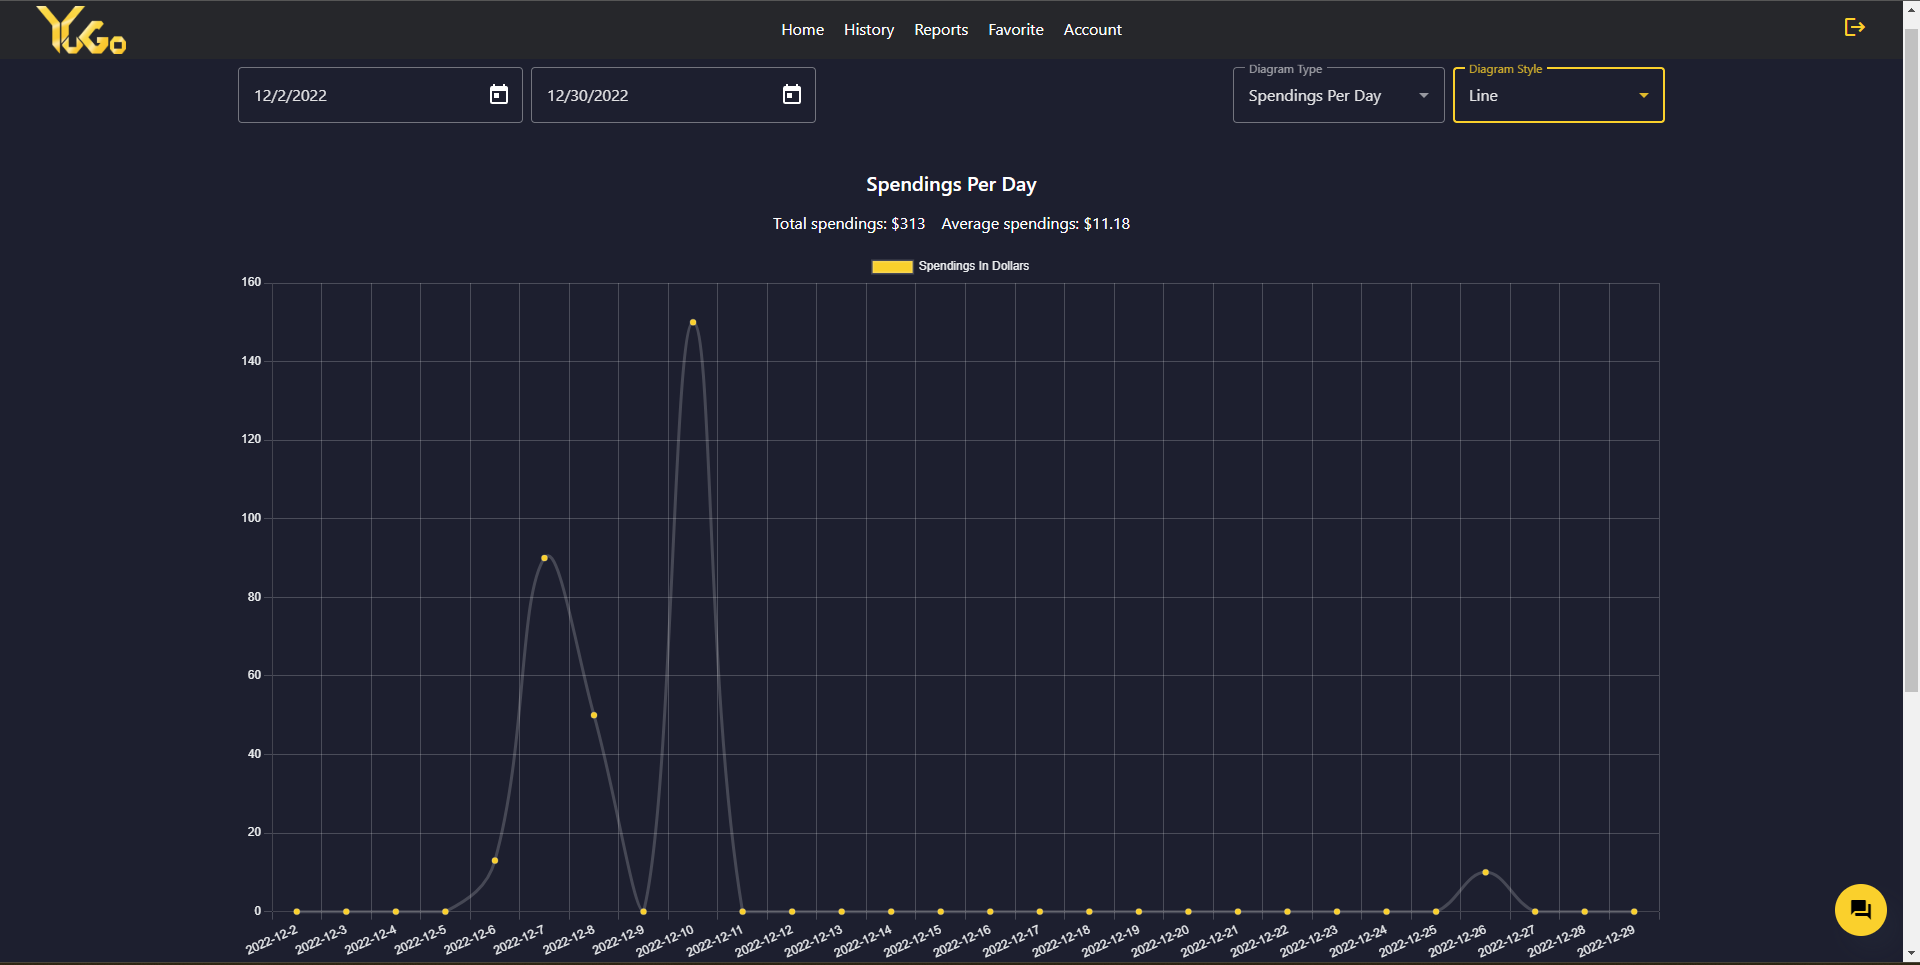 YuGo
Home History Reports Favorite Account
12/2/2022 12/30/2022
Diagram Type
Spendings Per Day
Diagram Style
Line
Spendings Per Day
Total spendings: $313 Average spendings: $11.18
Spendings In Dollars
160
140
120
100
80
60
40
20
0
2022-12-2 2022-12-3 2022-12-4 2022-12-5 2022-12-6 2022-12-7 2022-12-8 2022-12-9 2022-12-10 2022-12-11 2022-12-12 2022-12-13 2022-12-14 2022-12-15 2022-12-16 2022-12-17 2022-12-18 2022-12-19 2022-12-20 2022-12-21 2022-12-22 2022-12-23 2022-12-24 2022-12-25 2022-12-26 2022-12-27 2022-12-28 2022-12-29